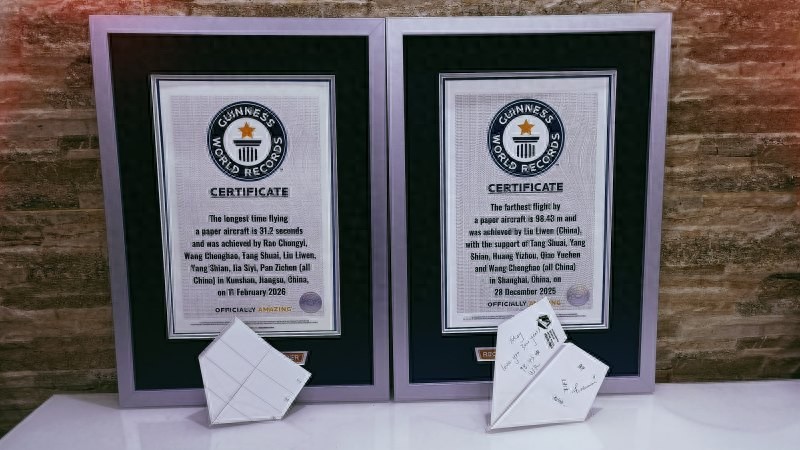 GUINNESS
WORLD RECORDS
CERTIFICATE
The longest time flying
a paper aircraft is 31.2 seconds
and was achieved by Rao Chongyi,
Wang Chenghao, Tang Shuai, Liu Liwen,
Yang Shian, Jia Siyi, Pan Zichen (all
China) in Kunshan, Jiangsu, China,
on 11 February 2026
OFFICIALLY AMAZING
GUINNESS
WORLD RECORDS
CERTIFICATE
The farthest flight by
a paper aircraft is 98.43 m and
was achieved by Liu Liwen (China),
with the support of Tang Shuai, Yang
Shian, Huang Yizhou, Qiao Yuchen
and Wang Chenghao (all China)
in Shanghai, China, on
28 December 2025
OFFICIALLY AMAZING